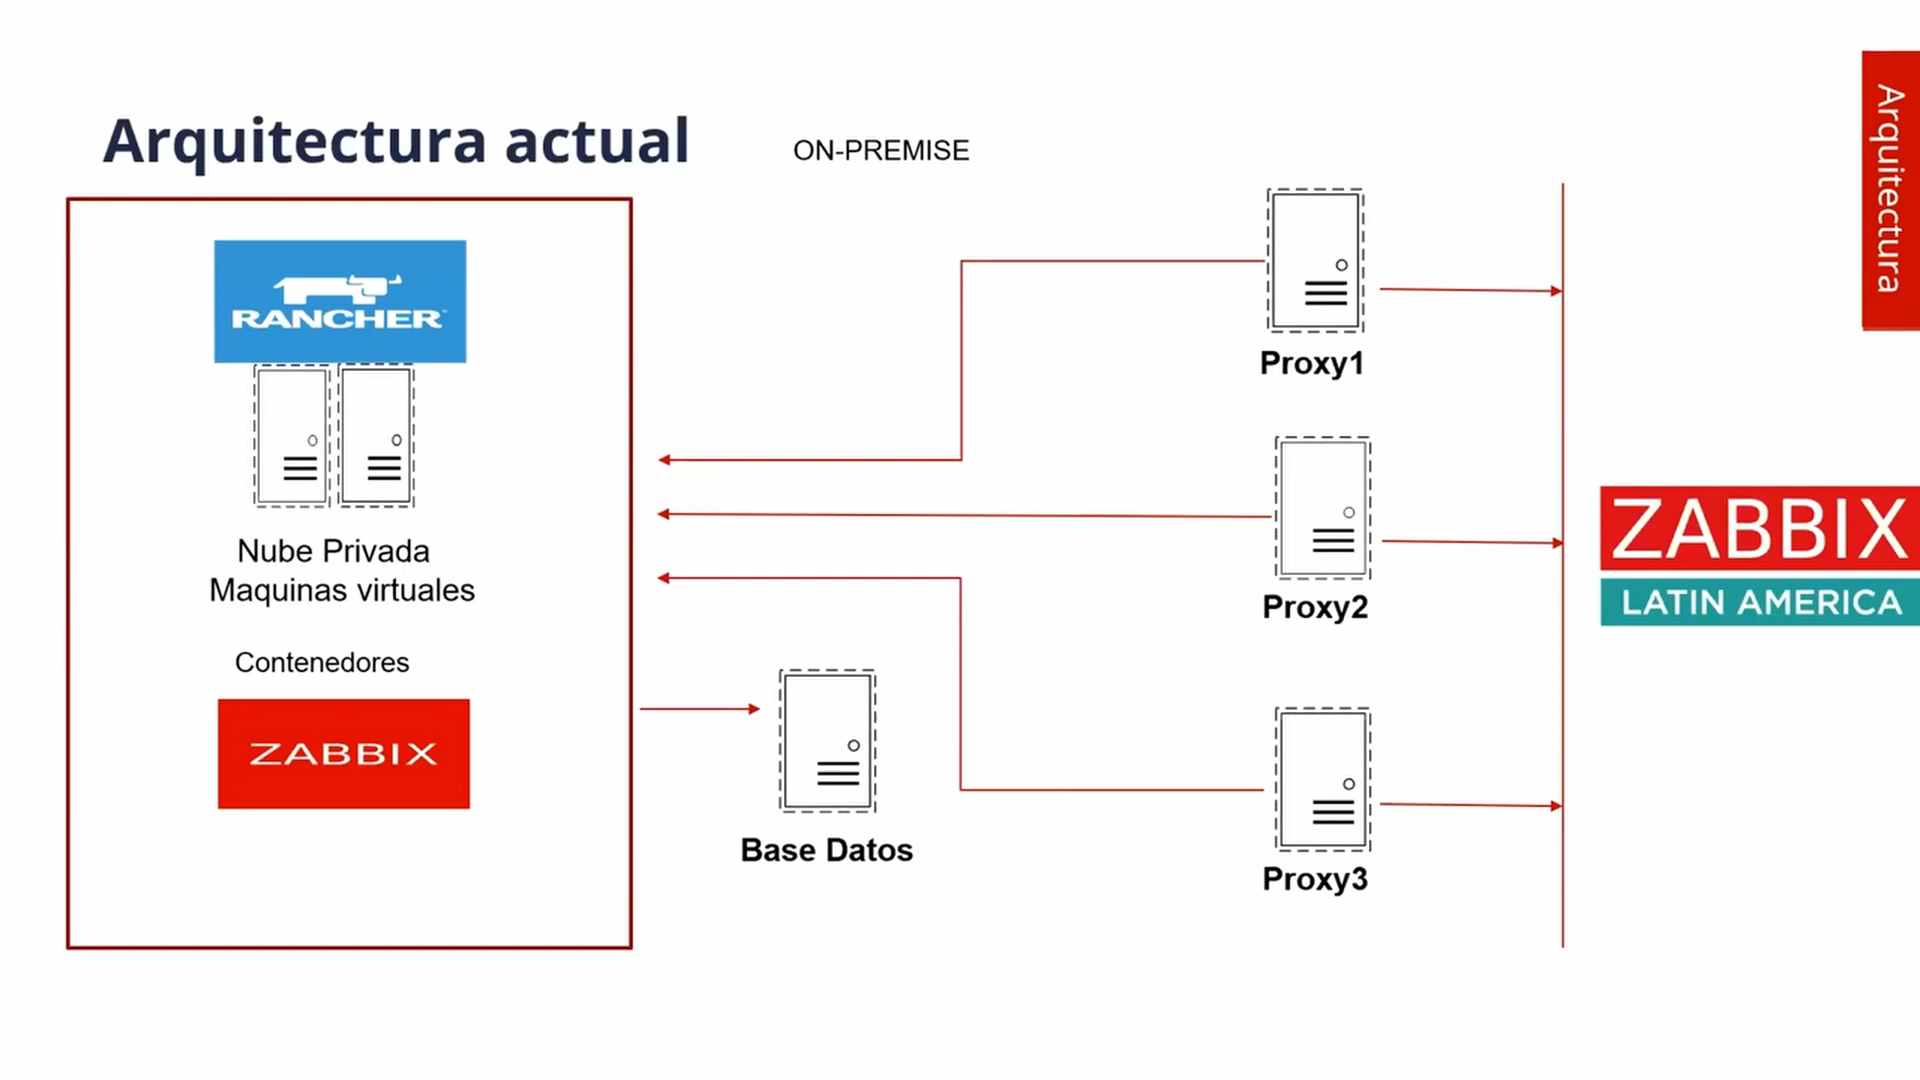 Arquitectura actual
ON-PREMISE
Arquitectura
RANCHER
Nube Privada
Maquinas virtuales
Contenedores
ZABBIX
Base Datos
Proxy1
Proxy2
Proxy3
ZABBIX
LATIN AMERICA